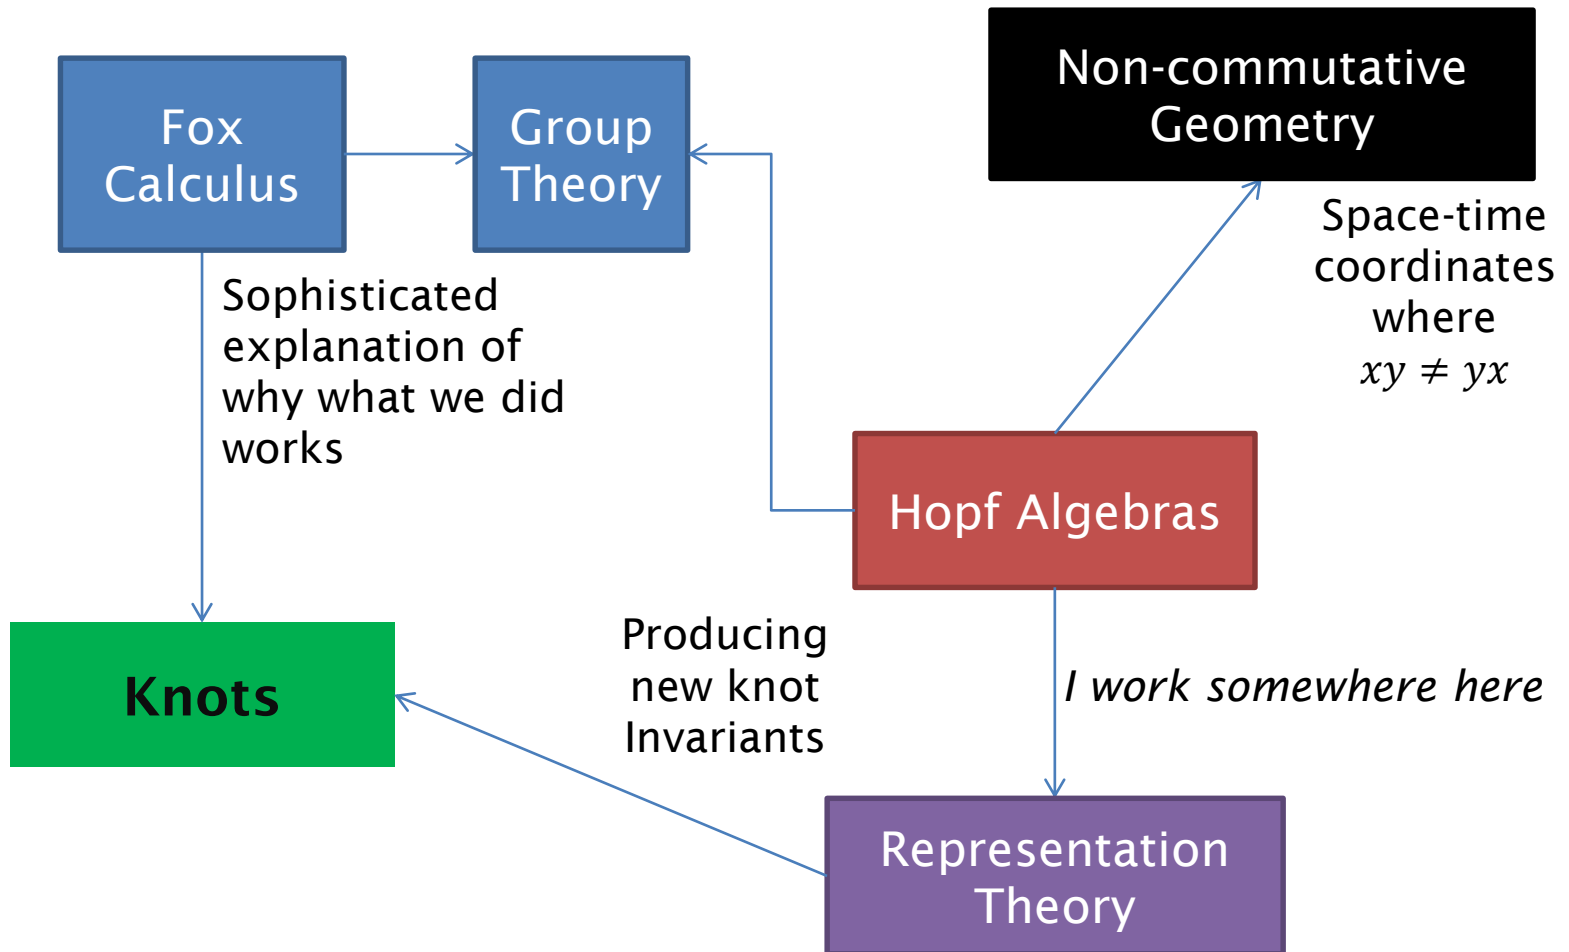 Fox
Calculus
Group
Theory
Non-commutative
Geometry
Space-time
coordinates
where
𝑥𝑦 ≠ 𝑦𝑥
Sophisticated
explanation of
why what we did
works
Hopf Algebras
Knots
Producing
new knot
Invariants
I work somewhere here
Representation
Theory